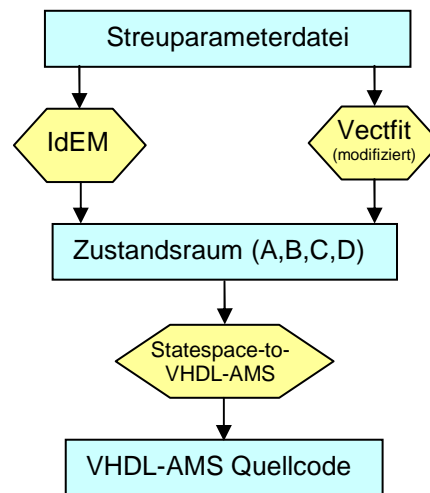 Streuparameterdatei
IdEM
Vectfit
(modifiziert)
Zustandsraum (A,B,C,D)
Statespace-to-
VHDL-AMS
VHDL-AMS Quellcode